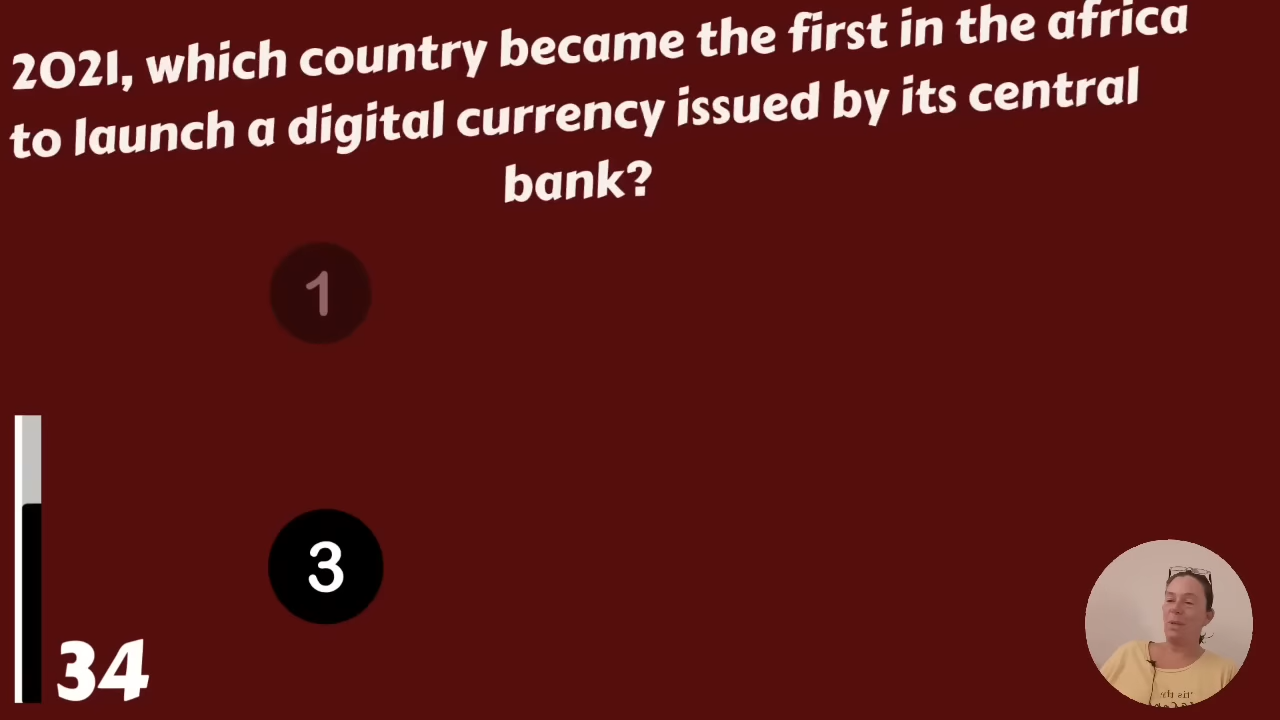 2021, which country became the first in the africa
to launch a digital currency issued by its central
bank?
1
3
34